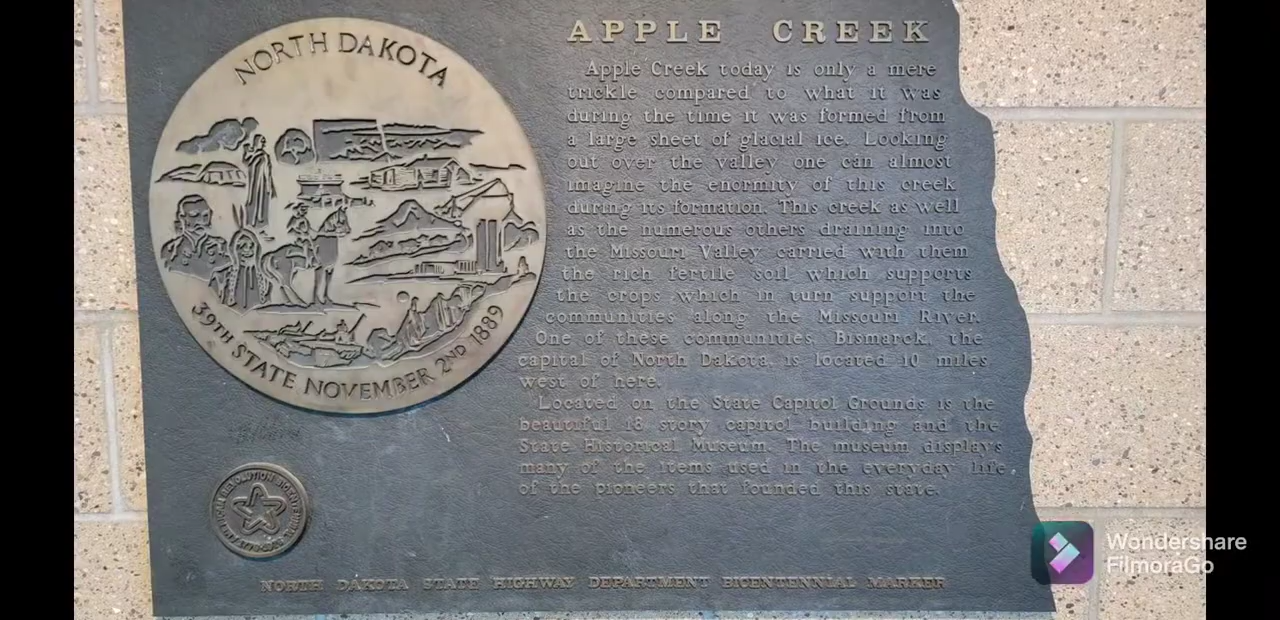 NORTH DAKOTA
39TH STATE NOVEMBER 2ND 1889
APPLE CREEK
Apple Creek today is only a mere
trickle compared to what it was
during the time it was formed from
a large sheet of glacial ice. Looking
out over the valley one can almost
imagine the enormity of this creek
during its formation. This creek as well
as the numerous others draining into
the Missouri Valley carried with them
the rich fertile soil which supports
the crops which in turn support the
communities along the Missouri River.
One of these communities, Bismarck, the
capital of North Dakota, is located 10 miles
west of here.
Located on the State Capitol Grounds is the
beautiful 18 story capitol building and the
State Historical Museum. The museum displays
many of the items used in the everyday life
of the pioneers that founded this state.
AMERICAN REVOLUTION BICENTENNIAL
1776-1976
NORTH DAKOTA STATE HIGHWAY DEPARTMENT BICENTENNIAL MARKER
Wondershare
FilmoraGo